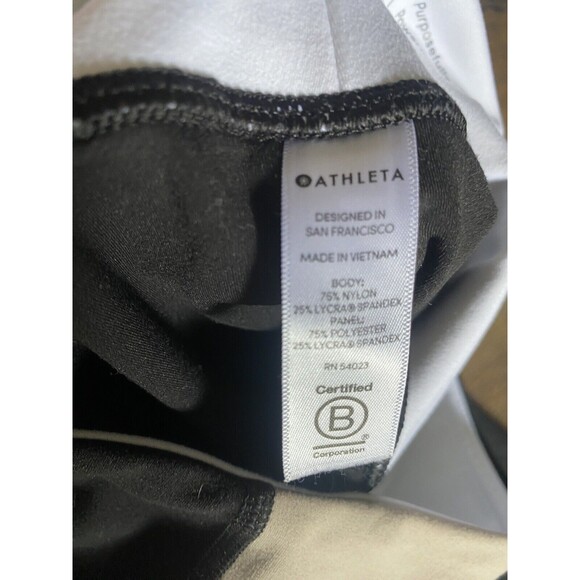 Purposeful
ATHLETA
DESIGNED IN
SAN FRANCISCO
MADE IN VIETNAM
BODY:
75% NYLON
25% LYCRA® SPANDEX
PANEL:
75% POLYESTER
25% LYCRA® SPANDEX
RN 54023
Certified
B
®
Corporation